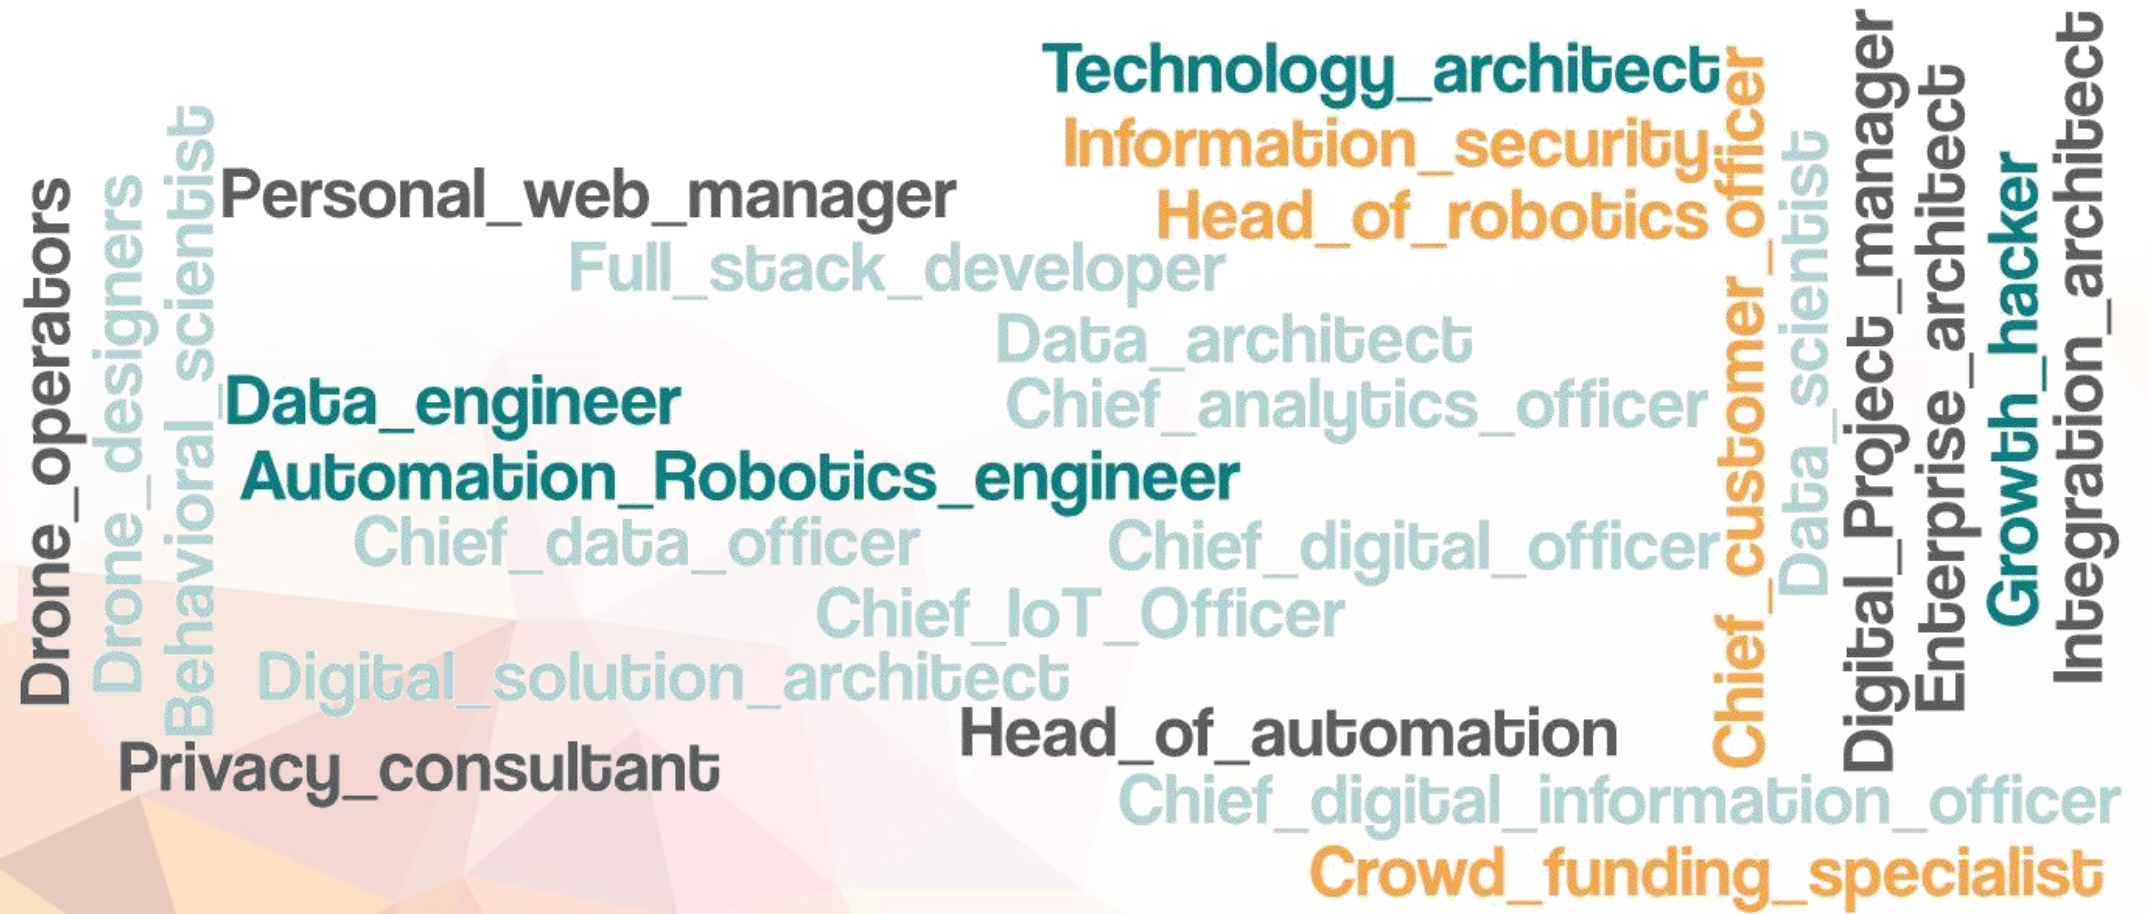 Drone_operators
Drone_designers
Behavioral_scientist
Personal_web_manager
Full_stack_developer
Data_engineer
Automation_Robotics_engineer
Chief_data_officer
Chief_IoT_Officer
Digital_solution_architect
Privacy_consultant
Technology_architect
Information_security
Head_of_robotics
Data_architect
Chief_analytics_officer
Chief_digital_officer
Head_of_automation
Chief_digital_information_officer
Crowd_funding_specialist
Chief_customer_officer
Data_scientist
Digital_Project_manager
Enterprise_architect
Growth_hacker
Integration_architect